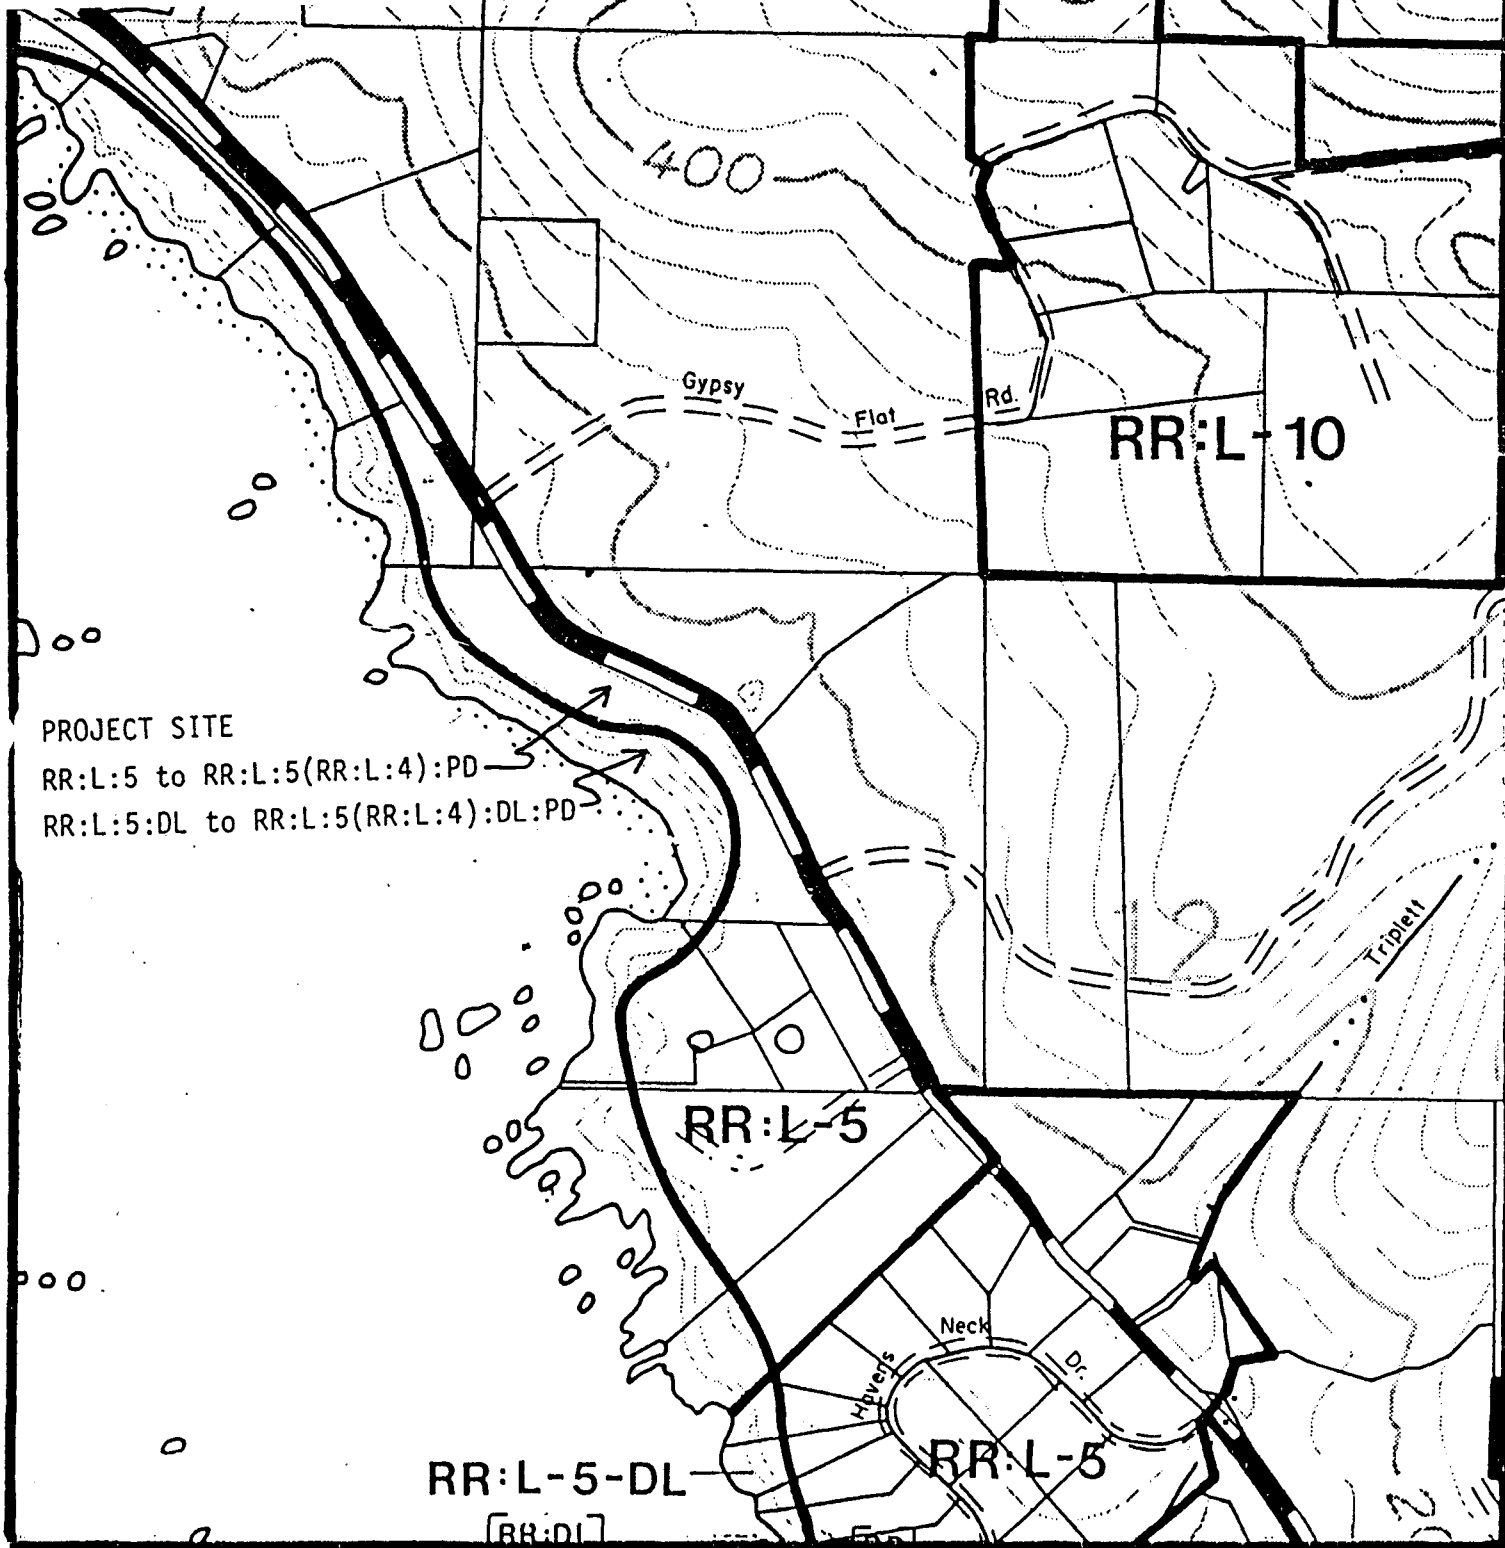 400
Gypsy
Flat
Rd.
RR:L-10
PROJECT SITE
RR:L:5 to RR:L:5(RR:L:4):PD
RR:L:5:DL to RR:L:5(RR:L:4):DL:PD
12
Triplett
RR:L-5
Neck
Dr.
Havens
RR:L-5
RR:L-5-DL